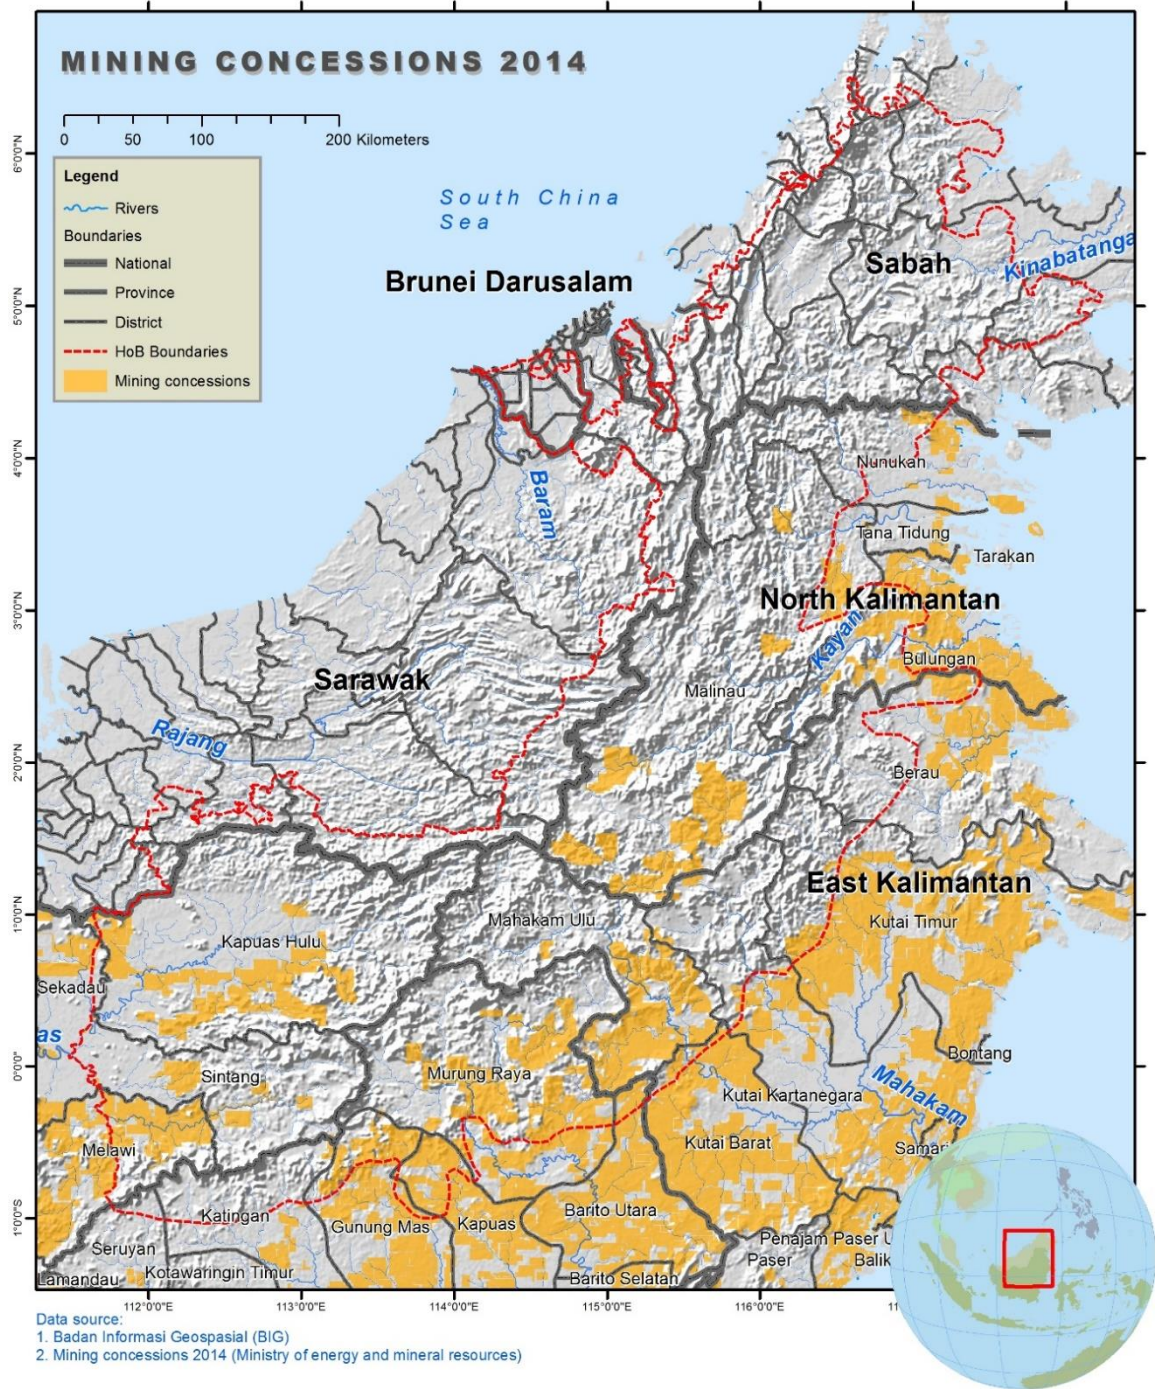 MINING CONCESSIONS 2014
0 50 100 200 Kilometers
Legend
Rivers
Boundaries
National
Province
District
HoB Boundaries
Mining concessions
South China
Sea
Brunei Darusalam
Sabah
Kinabatanga
Baram
Nunukan
Tana Tidung
Tarakan
North Kalimantan
Kayan
Bulungan
Sarawak
Malinau
Rajang
Berau
East Kalimantan
Kutai Timur
Mahakam Ulu
Kapuas Hulu
Sekadau
as
Bontang
Sintang
Murung Raya
Kutai Kartanegara
Mahakam
Melawi
Kutai Barat
Samari
Katingan
Gunung Mas
Kapuas
Barito Utara
Seruyan
Penajam Paser U
Lamandau
Kotawaringin Timur
Barito Selatan
Paser
Balik
6°0'0"N
5°0'0"N
4°0'0"N
3°0'0"N
2°0'0"N
1°0'0"N
0°0'0"
1°0'0"S
112°0'0"E
113°0'0"E
114°0'0"E
115°0'0"E
116°0'0"E
Data source:
1. Badan Informasi Geospasial (BIG)
2. Mining concessions 2014 (Ministry of energy and mineral resources)